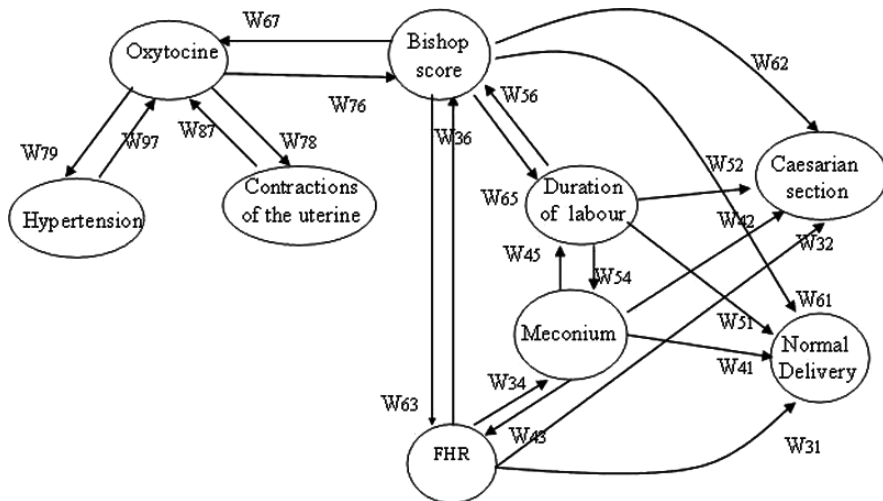 W67
Oxytocine
Bishop
score
W62
W76
W56
W36
W79
W97
W87
W78
W52
Caesarian
section
Hypertension
Contractions
of the uterine
W65
Duration
of labour
W42
W32
W45
W54
W61
W51
Meconium
Normal
Delivery
W41
W34
W63
W43
FHR
W31